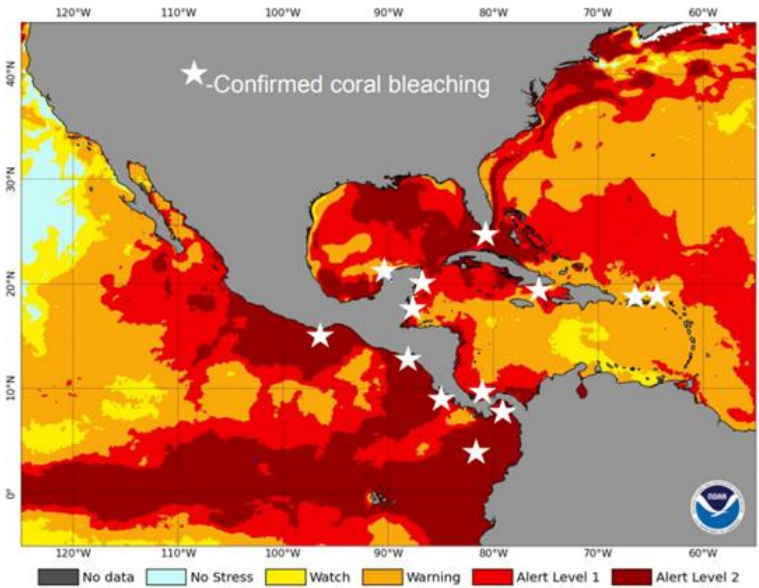 120°W 110°W 100°W 90°W 80°W 70°W 60°W
-Confirmed coral bleaching
40°N
30°N
20°N
10°N
0°
120°W 110°W 100°W 90°W 80°W 70°W 60°W
NOAA
No data No Stress Watch Warning Alert Level 1 Alert Level 2